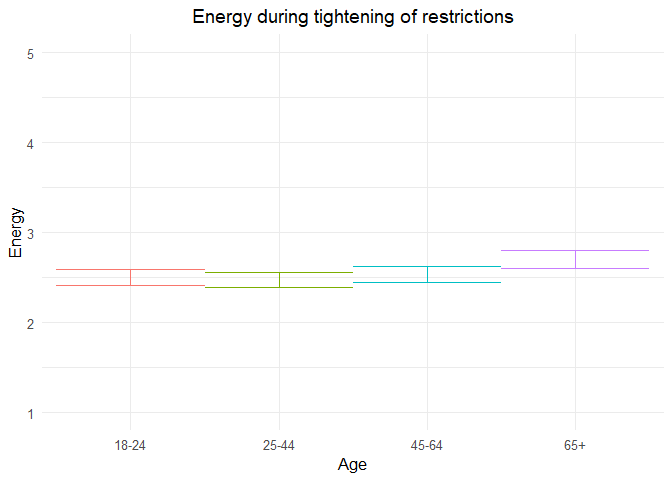 Energy during tightening of restrictions
5
4
3
2
1
Energy
18-24 25-44 45-64 65+
Age